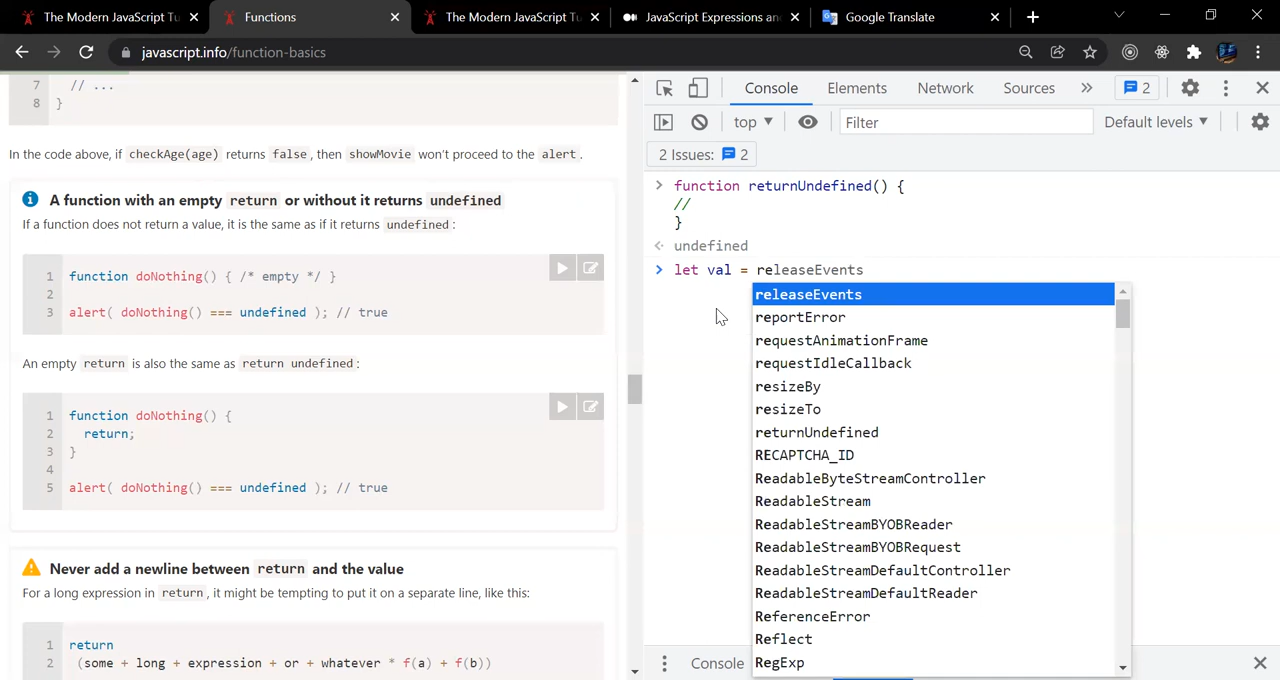 The Modern JavaScript Tu
Functions
The Modern JavaScript Tu
JavaScript Expressions an
Google Translate
javascript.info/function-basics
7 // ...
8 }
In the code above, if checkAge(age) returns false, then showMovie won't proceed to the alert.
A function with an empty return or without it returns undefined
If a function does not return a value, it is the same as if it returns undefined:
1 function doNothing() { /* empty */ }
2
3 alert( doNothing() === undefined ); // true
An empty return is also the same as return undefined:
1 function doNothing() {
2 return;
3 }
4
5 alert( doNothing() === undefined ); // true
Never add a newline between return and the value
For a long expression in return, it might be tempting to put it on a separate line, like this:
1 return
2 (some + long + expression + or + whatever * f(a) + f(b))
Console
Elements
Network
Sources
2
top
Filter
Default levels
2 Issues: 2
function returnUndefined() {
//
}
undefined
let val = releaseEvents
releaseEvents
reportError
requestAnimationFrame
requestIdleCallback
resizeBy
resizeTo
returnUndefined
RECAPTCHA_ID
ReadableByteStreamController
ReadableStream
ReadableStreamBYOBReader
ReadableStreamBYOBRequest
ReadableStreamDefaultController
ReadableStreamDefaultReader
ReferenceError
Reflect
RegExp
Console